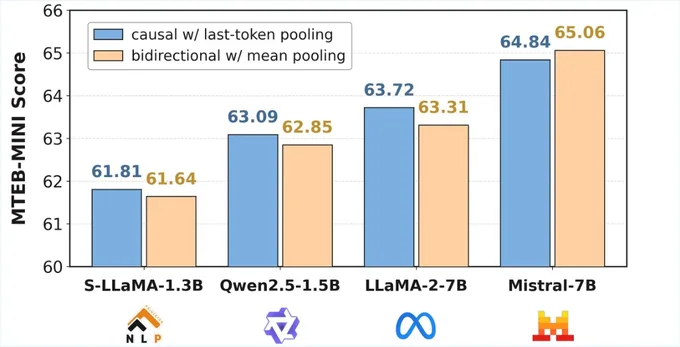 MTEB-MINI Score
66
65
64
63
62
61
60
causal w/ last-token pooling
bidirectional w/ mean pooling
61.81
61.64
63.09
62.85
63.72
63.31
64.84
65.06
S-LLaMA-1.3B
Qwen2.5-1.5B
LLaMA-2-7B
Mistral-7B
N L P